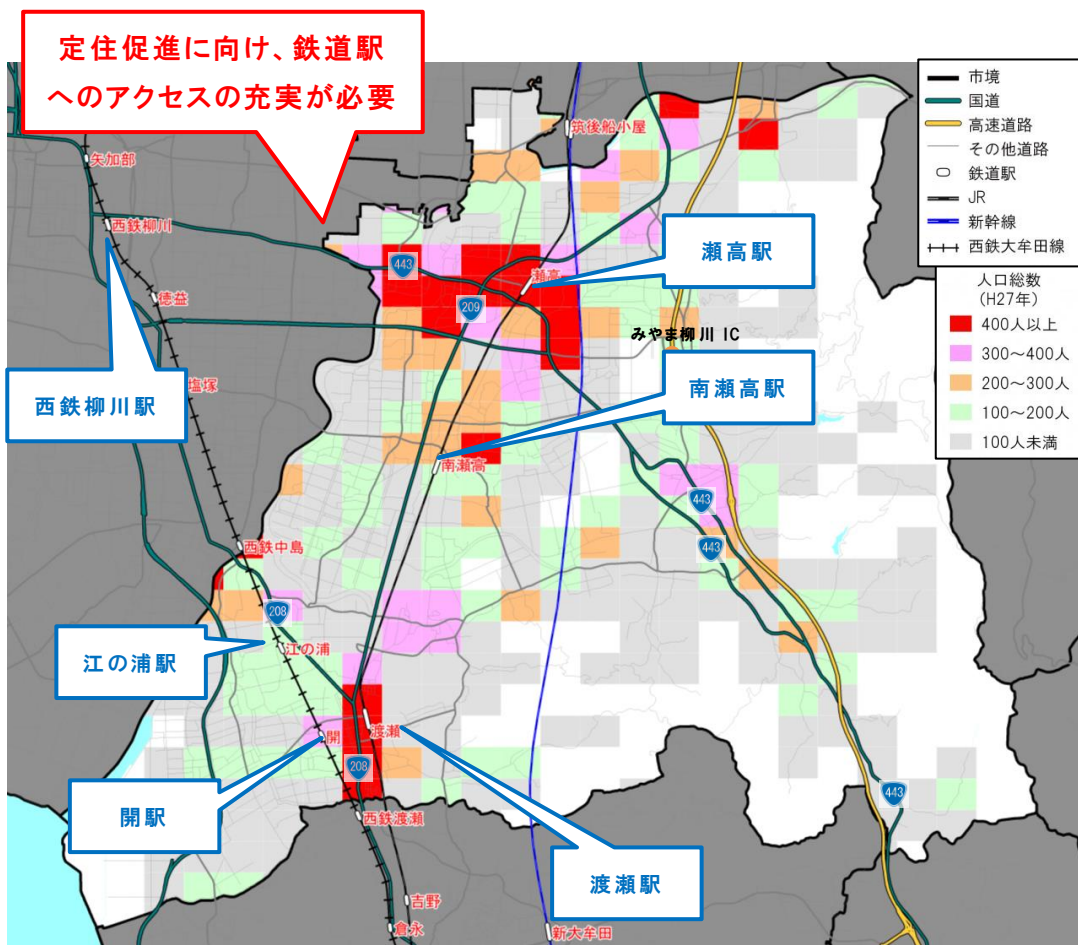 定住促進に向け、鉄道駅
へのアクセスの充実が必要
市境
国道
高速道路
その他道路
鉄道駅
JR
新幹線
西鉄大牟田線
人口総数
(H27年)
400人以上
300～400人
200～300人
100～200人
100人未満
筑後船小屋
矢加部
西鉄柳川
瀬高駅
443
瀬高
徳益
209
みやま柳川 IC
西鉄柳川駅
塩塚
南瀬高駅
南瀬高
443
西鉄中島
443
208
江の浦駅
江の浦
渡瀬
開
208
443
開駅
西鉄渡瀬
渡瀬駅
吉野
倉永
新大牟田